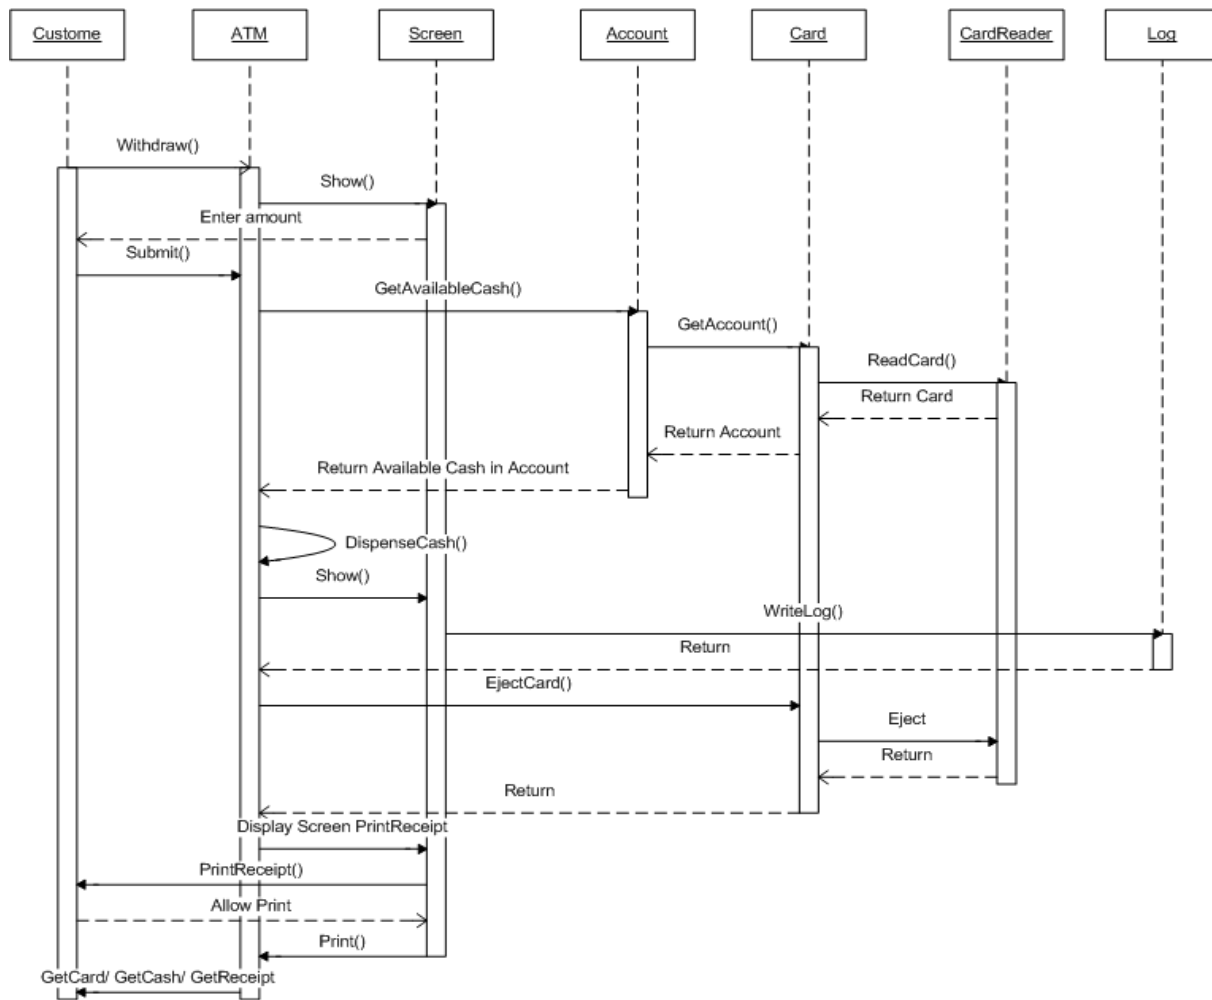 Custome
ATM
Screen
Account
Card
CardReader
Log
Withdraw()
Show()
Enter amount
Submit()
GetAvailableCash()
GetAccount()
ReadCard()
Return Card
Return Account
Return Available Cash in Account
DispenseCash()
Show()
WriteLog()
Return
EjectCard()
Eject
Return
Return
Display Screen PrintReceipt
PrintReceipt()
Allow Print
Print()
GetCard/ GetCash/ GetReceipt